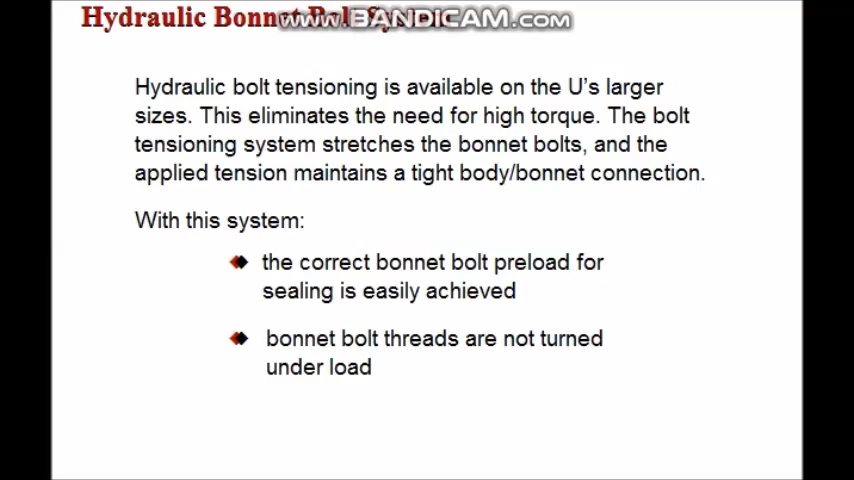 Hydraulic Bonnet Bolt System
www.BANDICAM.com
Hydraulic bolt tensioning is available on the U's larger
sizes. This eliminates the need for high torque. The bolt
tensioning system stretches the bonnet bolts, and the
applied tension maintains a tight body/bonnet connection.
With this system:
the correct bonnet bolt preload for
sealing is easily achieved
bonnet bolt threads are not turned
under load